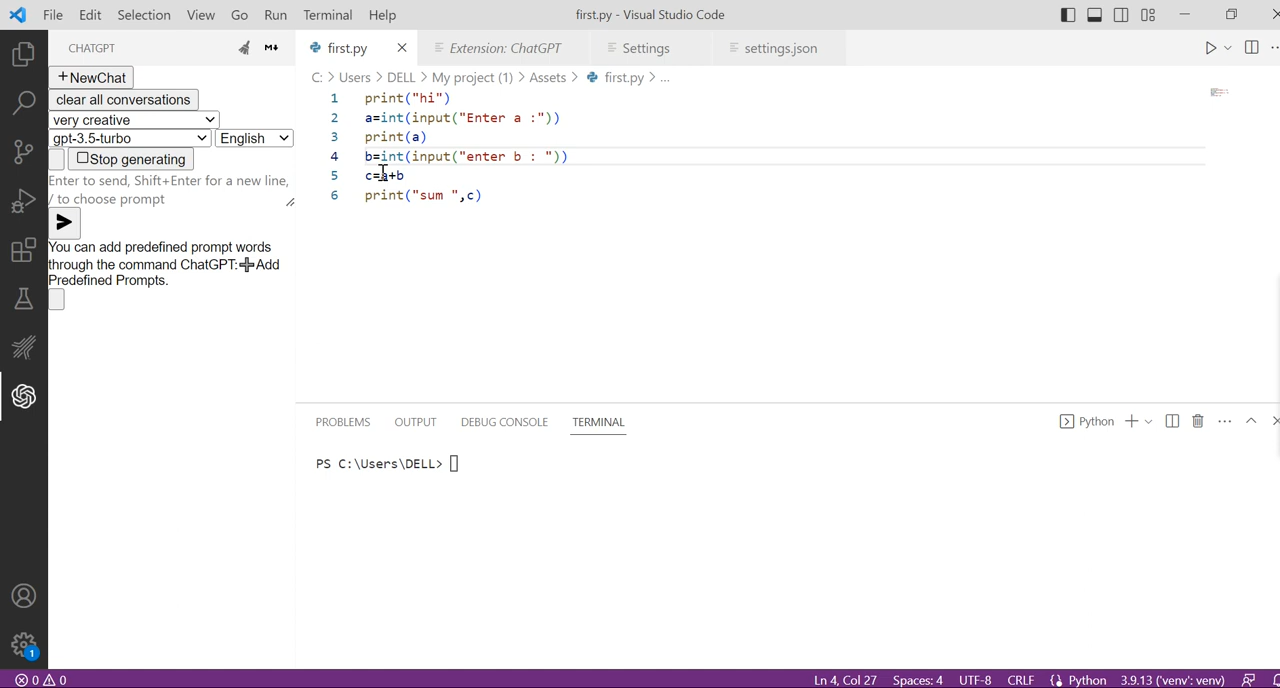 File Edit Selection View Go Run Terminal Help
first.py - Visual Studio Code
CHATGPT
first.py
Extension: ChatGPT
Settings
settings.json
+NewChat
clear all conversations
very creative
gpt-3.5-turbo
English
Stop generating
Enter to send, Shift+Enter for a new line,
/ to choose prompt
You can add predefined prompt words
through the command ChatGPT:➕Add
Predefined Prompts.
C: > Users > DELL > My project (1) > Assets > first.py > ...
1 print("hi")
2 a=int(input("Enter a :"))
3 print(a)
4 b=int(input("enter b : "))
5 c=a+b
6 print("sum ",c)
PROBLEMS OUTPUT DEBUG CONSOLE TERMINAL
Python
PS C:\Users\DELL>
1
0 0
Ln 4, Col 27 Spaces: 4 UTF-8 CRLF Python 3.9.13 ('venv': venv)